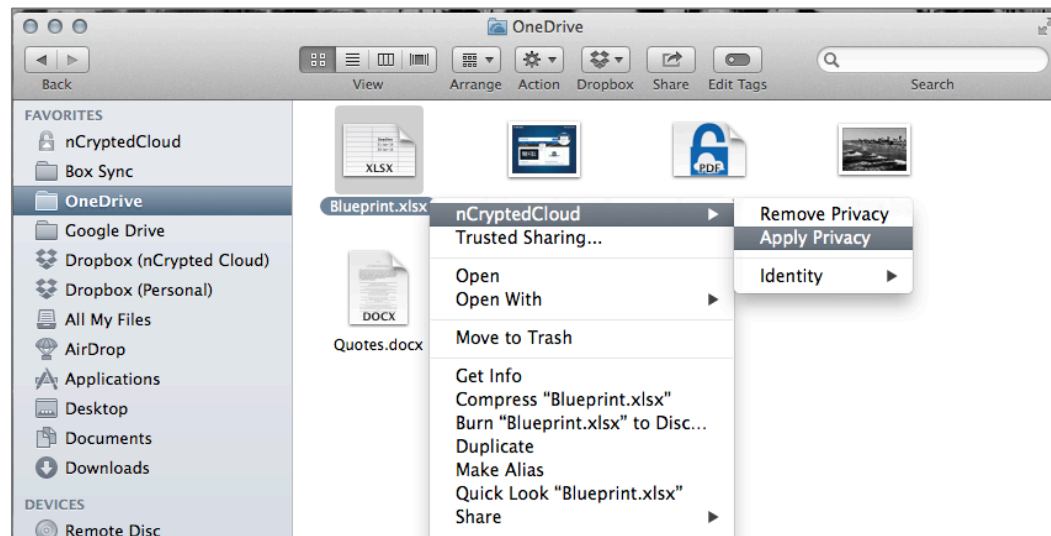 OneDrive
Back
View
Arrange
Action
Dropbox
Share
Edit Tags
Search
FAVORITES
nCryptedCloud
Box Sync
OneDrive
Google Drive
Dropbox (nCrypted Cloud)
Dropbox (Personal)
All My Files
AirDrop
Applications
Desktop
Documents
Downloads
DEVICES
Remote Disc
XLSX
Blueprint.xlsx
PDF
DOCX
Quotes.docx
nCryptedCloud
Trusted Sharing...
Open
Open With
Move to Trash
Get Info
Compress “Blueprint.xlsx”
Burn “Blueprint.xlsx” to Disc...
Duplicate
Make Alias
Quick Look “Blueprint.xlsx”
Share
Remove Privacy
Apply Privacy
Identity